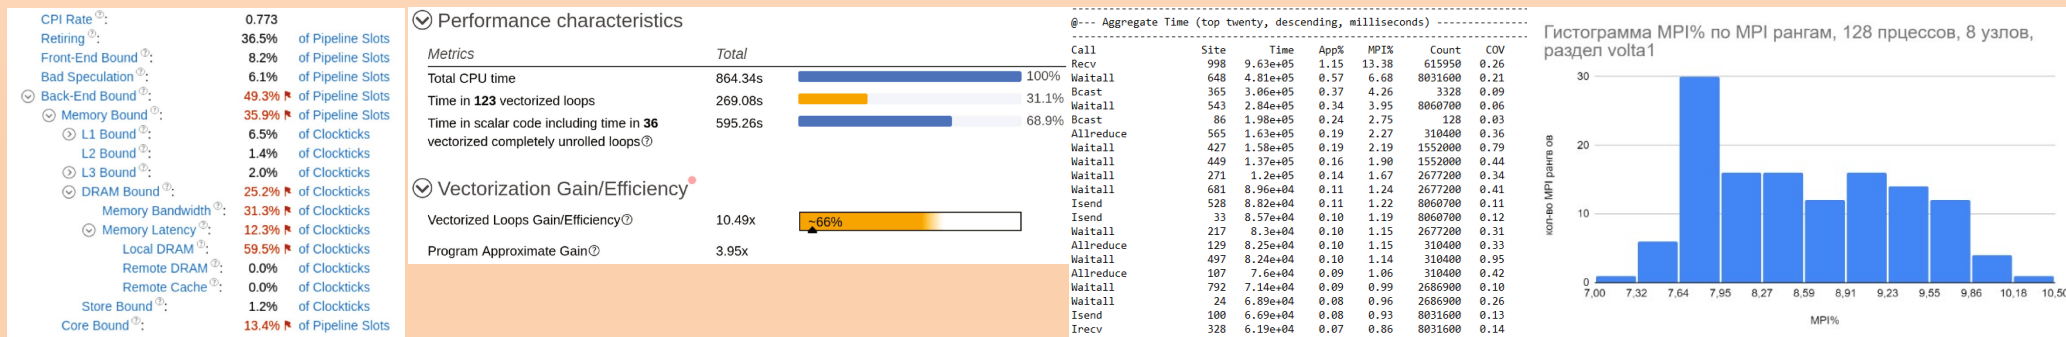 CPI Rate : 0.773
Retiring : 36.5% of Pipeline Slots
Front-End Bound : 8.2% of Pipeline Slots
Bad Speculation : 6.1% of Pipeline Slots
Back-End Bound : 49.3% of Pipeline Slots
Memory Bound : 35.9% of Pipeline Slots
L1 Bound : 6.5% of Clockticks
L2 Bound : 1.4% of Clockticks
L3 Bound : 2.0% of Clockticks
DRAM Bound : 25.2% of Clockticks
Memory Bandwidth : 31.3% of Clockticks
Memory Latency : 12.3% of Clockticks
Local DRAM : 59.5% of Clockticks
Remote DRAM : 0.0% of Clockticks
Remote Cache : 0.0% of Clockticks
Store Bound : 1.2% of Clockticks
Core Bound : 13.4% of Pipeline Slots
Performance characteristics
Metrics Total
Total CPU time 864.34s 100%
Time in 123 vectorized loops 269.08s 31.1%
Time in scalar code including time in 36 595.26s 68.9%
vectorized completely unrolled loops
Vectorization Gain/Efficiency
Vectorized Loops Gain/Efficiency 10.49x ~66%
Program Approximate Gain 3.95x
@--- Aggregate Time (top twenty, descending, milliseconds) ----------------
Call Site Time App% MPI% Count COV
Recv 998 9.63e+05 1.15 13.38 615950 0.26
Waitall 648 4.81e+05 0.57 6.68 8031600 0.21
Bcast 365 3.06e+05 0.37 4.26 3328 0.09
Waitall 543 2.84e+05 0.34 3.95 8060700 0.06
Bcast 86 1.98e+05 0.24 2.75 128 0.03
Allreduce 565 1.63e+05 0.19 2.27 310400 0.36
Waitall 427 1.58e+05 0.19 2.19 1552000 0.79
Waitall 449 1.37e+05 0.16 1.90 1552000 0.44
Waitall 271 1.2e+05 0.14 1.67 2677200 0.34
Waitall 681 8.96e+04 0.11 1.24 2677200 0.41
Isend 528 8.82e+04 0.11 1.22 8060700 0.11
Isend 33 8.57e+04 0.10 1.19 8060700 0.12
Waitall 217 8.3e+04 0.10 1.15 2677200 0.31
Allreduce 129 8.25e+04 0.10 1.15 310400 0.33
Waitall 497 8.24e+04 0.10 1.14 310400 0.95
Allreduce 107 7.6e+04 0.09 1.06 310400 0.42
Waitall 792 7.14e+04 0.09 0.99 2686900 0.10
Waitall 24 6.89e+04 0.08 0.96 2686900 0.26
Isend 100 6.69e+04 0.08 0.93 8031600 0.13
Irecv 328 6.19e+04 0.07 0.86 8031600 0.14
Гистограмма MPI% по MPI рангам, 128 прцессов, 8 узлов,
раздел volta1
кол-во MPI рангв ов
30
20
10
0
7,00 7,32 7,64 7,95 8,27 8,59 8,91 9,23 9,55 9,86 10,18 10,50
MPI%